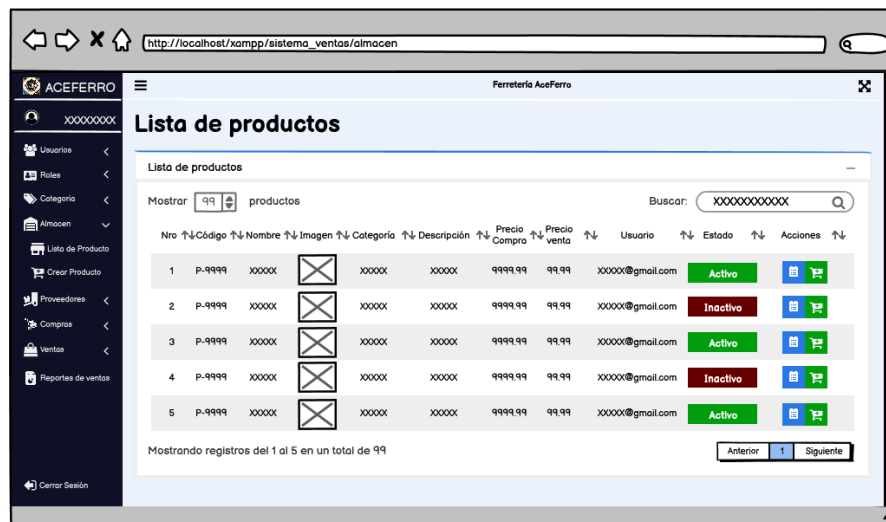 http://localhost/xampp/sistema_ventas/almacen
ACEFERRO
Ferretería AceFerro
XXXXXXXX
Lista de productos
Usuarios
Roles
Categoria
Almacen
Lista de Producto
Crear Producto
Proveedores
Compras
Ventas
Reportes de ventas
Cerrar Sesión
Lista de productos
Mostrar 99 productos
Buscar: XXXXXXXXXXX
Nro Código Nombre Imagen Categoría Descripción Precio Compra Precio venta Usuario Estado Acciones
1 P-9999 XXXXX XXXXX XXXXX 9999.99 99.99 XXXXX@gmail.com Activo
2 P-9999 XXXXX XXXXX XXXXX 9999.99 99.99 XXXXX@gmail.com Inactivo
3 P-9999 XXXXX XXXXX XXXXX 9999.99 99.99 XXXXX@gmail.com Activo
4 P-9999 XXXXX XXXXX XXXXX 9999.99 99.99 XXXXX@gmail.com Inactivo
5 P-9999 XXXXX XXXXX XXXXX 9999.99 99.99 XXXXX@gmail.com Activo
Mostrando registros del 1 al 5 en un total de 99
Anterior 1 Siguiente